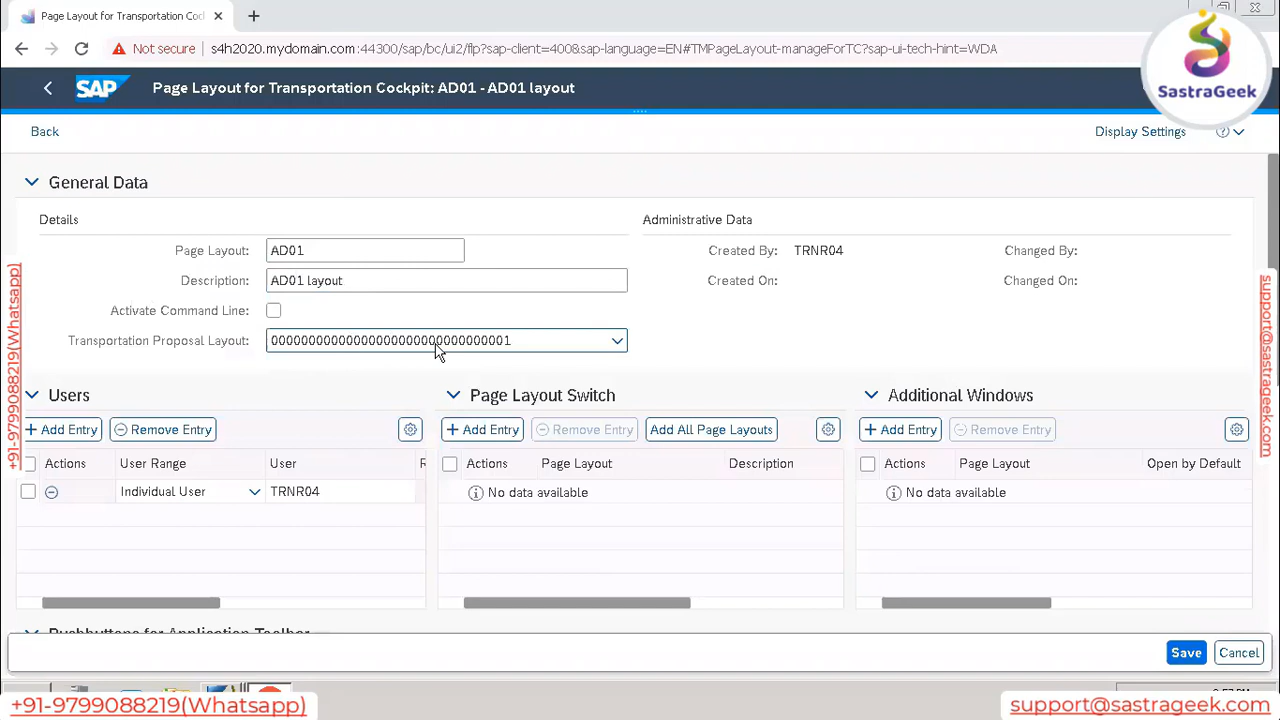 Page Layout for Transportation Coc
Not secure s4h2020.mydomain.com:44300/sap/bc/ui2/flp?sap-client=400&sap-language=EN#TMPageLayout-manageForTC?sap-ui-tech-hint=WDA
SastraGeek
SAP Page Layout for Transportation Cockpit: AD01 - AD01 layout
Back Display Settings
General Data
Details Administrative Data
Page Layout: AD01 Created By: TRNR04 Changed By:
Description: AD01 layout Created On: Changed On:
Activate Command Line:
Transportation Proposal Layout: 00000000000000000000000000000001
Users Page Layout Switch Additional Windows
Add Entry Remove Entry Add Entry Remove Entry Add All Page Layouts Add Entry Remove Entry
Actions User Range User Actions Page Layout Description Actions Page Layout Open by Default
Individual User TRNR04 No data available No data available
Pushbuttons for Application Toolbar
Save Cancel
+91-9799088219(Whatsapp)
support@sastrageek.com
+91-9799088219(Whatsapp)
support@sastrageek.com